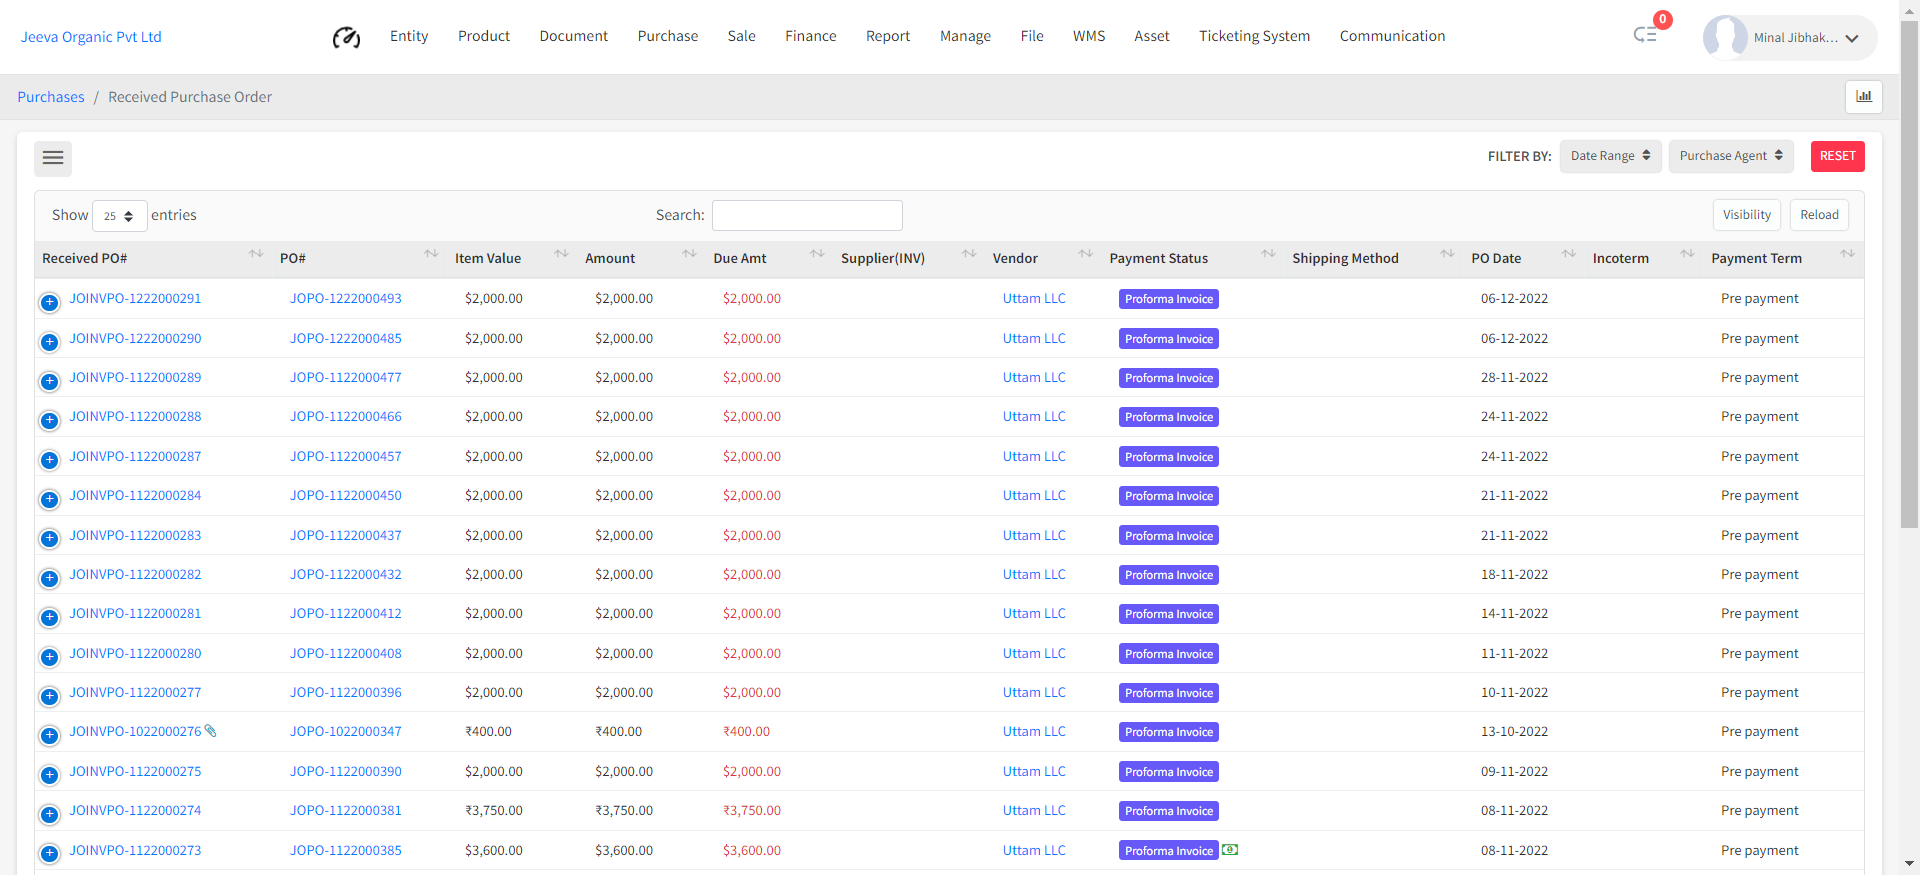 Jeeva Organic Pvt Ltd Entity Product Document Purchase Sale Finance Report Manage File WMS Asset Ticketing System Communication 0 Minal Jibhak...
Purchases / Received Purchase Order
FILTER BY: Date Range Purchase Agent RESET
Show 25 entries Search: Visibility Reload
Received PO# PO# Item Value Amount Due Amt Supplier(INV) Vendor Payment Status Shipping Method PO Date Incoterm Payment Term
JOINVPO-1222000291 JOPO-1222000493 $2,000.00 $2,000.00 $2,000.00 Uttam LLC Proforma Invoice 06-12-2022 Pre payment
JOINVPO-1222000290 JOPO-1222000485 $2,000.00 $2,000.00 $2,000.00 Uttam LLC Proforma Invoice 06-12-2022 Pre payment
JOINVPO-1122000289 JOPO-1122000477 $2,000.00 $2,000.00 $2,000.00 Uttam LLC Proforma Invoice 28-11-2022 Pre payment
JOINVPO-1122000288 JOPO-1122000466 $2,000.00 $2,000.00 $2,000.00 Uttam LLC Proforma Invoice 24-11-2022 Pre payment
JOINVPO-1122000287 JOPO-1122000457 $2,000.00 $2,000.00 $2,000.00 Uttam LLC Proforma Invoice 24-11-2022 Pre payment
JOINVPO-1122000284 JOPO-1122000450 $2,000.00 $2,000.00 $2,000.00 Uttam LLC Proforma Invoice 21-11-2022 Pre payment
JOINVPO-1122000283 JOPO-1122000437 $2,000.00 $2,000.00 $2,000.00 Uttam LLC Proforma Invoice 21-11-2022 Pre payment
JOINVPO-1122000282 JOPO-1122000432 $2,000.00 $2,000.00 $2,000.00 Uttam LLC Proforma Invoice 18-11-2022 Pre payment
JOINVPO-1122000281 JOPO-1122000412 $2,000.00 $2,000.00 $2,000.00 Uttam LLC Proforma Invoice 14-11-2022 Pre payment
JOINVPO-1122000280 JOPO-1122000408 $2,000.00 $2,000.00 $2,000.00 Uttam LLC Proforma Invoice 11-11-2022 Pre payment
JOINVPO-1122000277 JOPO-1122000396 $2,000.00 $2,000.00 $2,000.00 Uttam LLC Proforma Invoice 10-11-2022 Pre payment
JOINVPO-1022000276 JOPO-1022000347 ₹400.00 ₹400.00 ₹400.00 Uttam LLC Proforma Invoice 13-10-2022 Pre payment
JOINVPO-1122000275 JOPO-1122000390 $2,000.00 $2,000.00 $2,000.00 Uttam LLC Proforma Invoice 09-11-2022 Pre payment
JOINVPO-1122000274 JOPO-1122000381 ₹3,750.00 ₹3,750.00 ₹3,750.00 Uttam LLC Proforma Invoice 08-11-2022 Pre payment
JOINVPO-1122000273 JOPO-1122000385 $3,600.00 $3,600.00 $3,600.00 Uttam LLC Proforma Invoice 08-11-2022 Pre payment